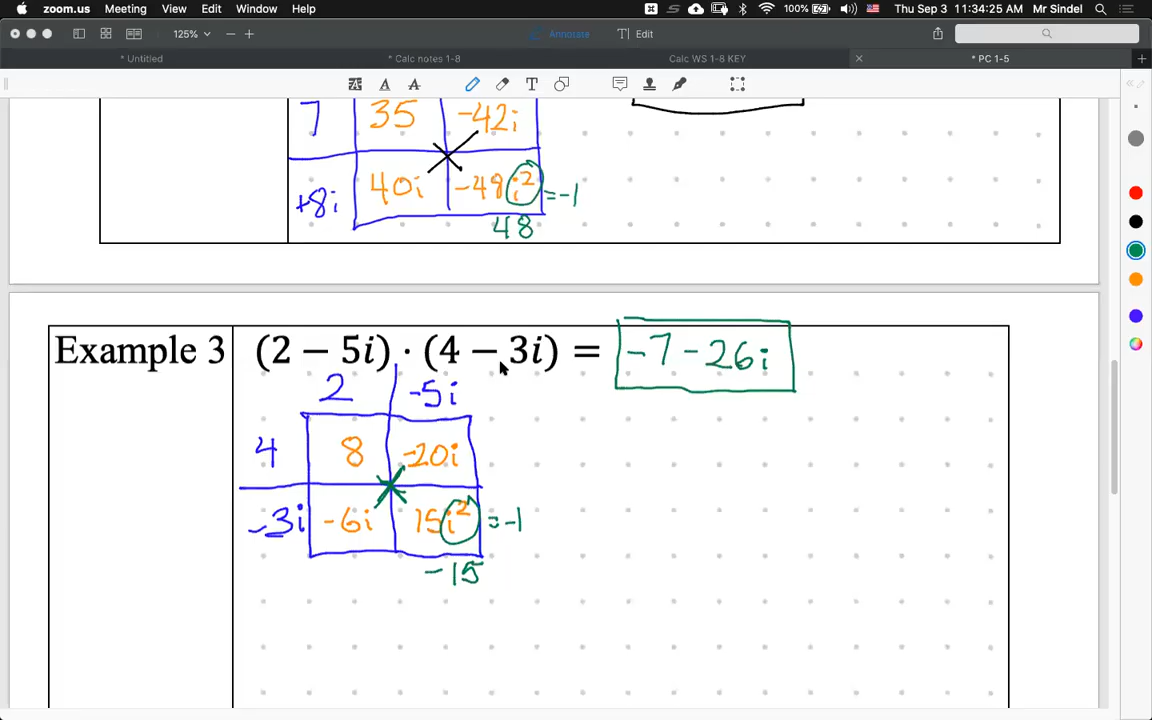 zoom.us Meeting View Edit Window Help 100% Thu Sep 3 11:34:25 AM Mr Sindel
125% Annotate Edit
* Untitled * Calc notes 1-8 Calc WS 1-8 KEY * PC 1-5
7 35 -42i
+8i 40i -48i² = -1
48
Example 3 (2 − 5i) · (4 − 3i) = -7 - 26i
2 -5i
4 8 -20i
-3i -6i 15i² = -1
-15